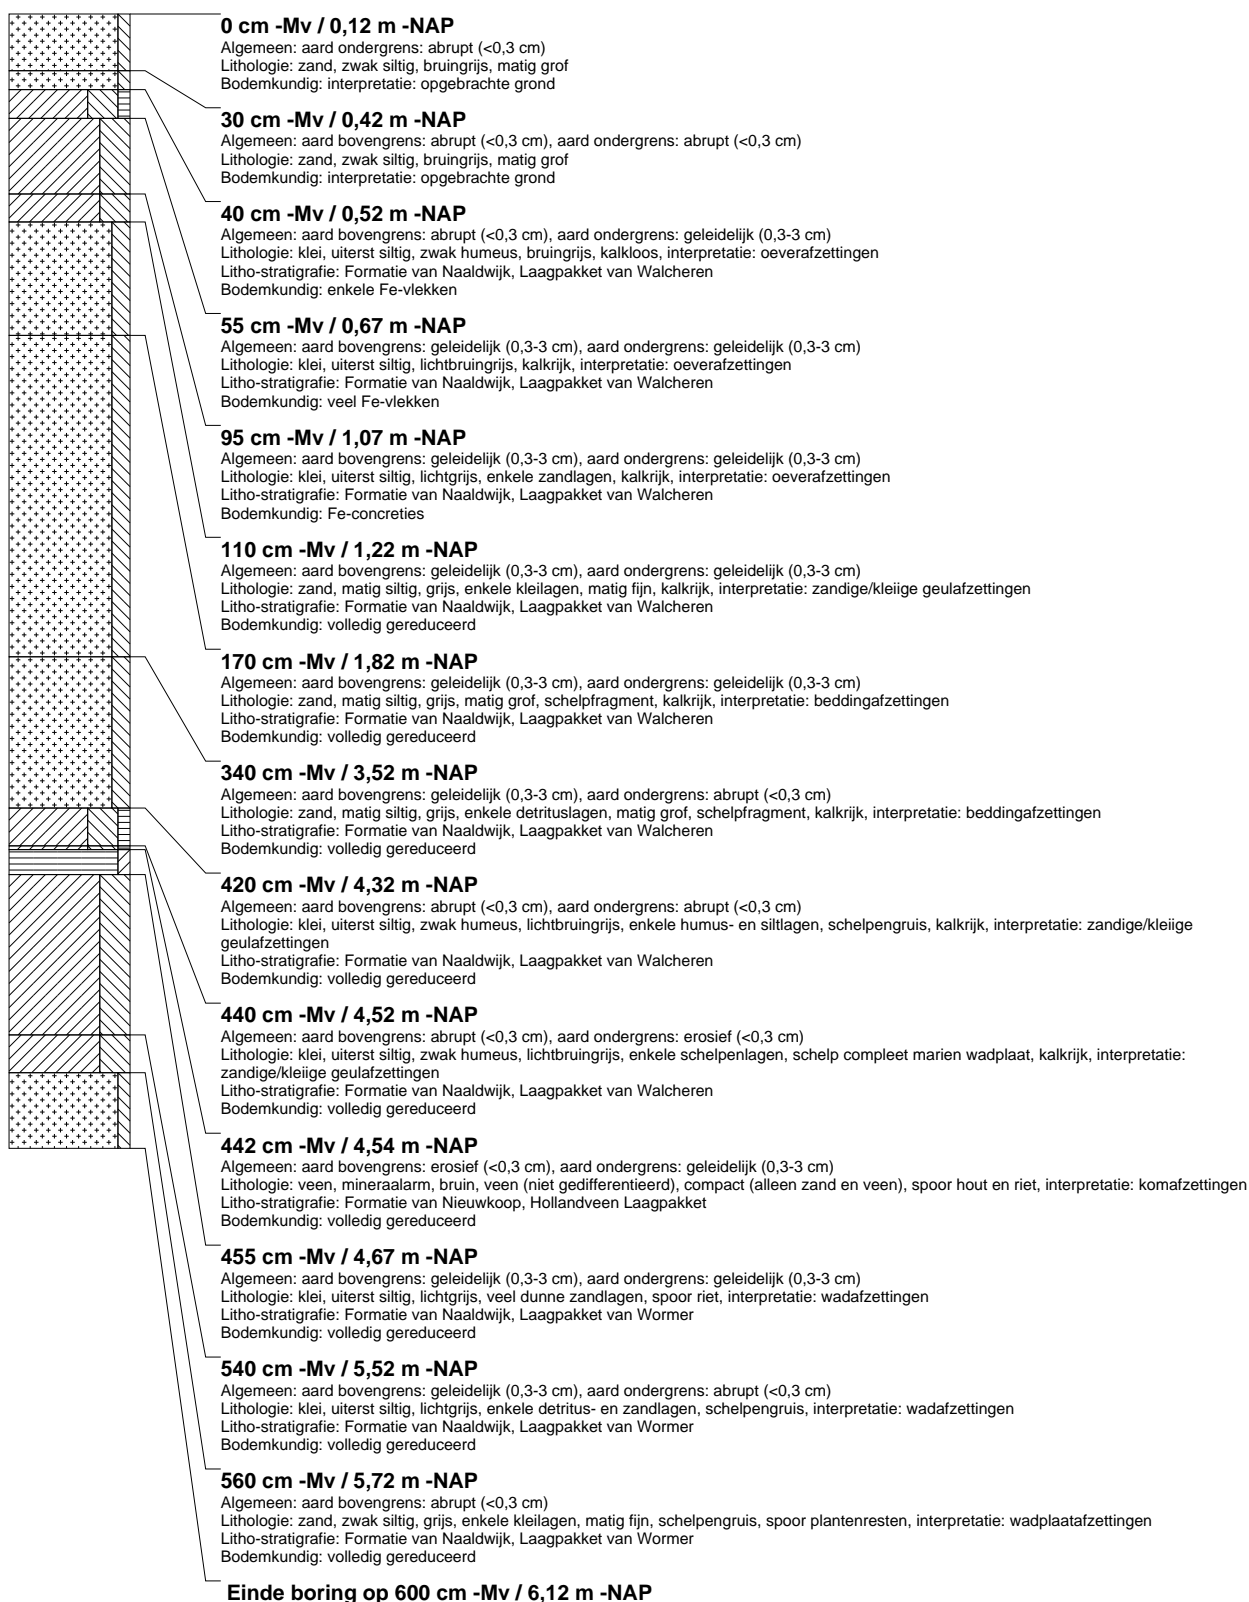 0 cm -Mv / 0,12 m -NAP
Algemeen: aard ondergrens: abrupt (<0,3 cm)
Lithologie: zand, zwak siltig, bruingrijs, matig grof
Bodemkundig: interpretatie: opgebrachte grond
30 cm -Mv / 0,42 m -NAP
Algemeen: aard bovengrens: abrupt (<0,3 cm), aard ondergrens: abrupt (<0,3 cm)
Lithologie: zand, zwak siltig, bruingrijs, matig grof
Bodemkundig: interpretatie: opgebrachte grond
40 cm -Mv / 0,52 m -NAP
Algemeen: aard bovengrens: abrupt (<0,3 cm), aard ondergrens: geleidelijk (0,3-3 cm)
Lithologie: klei, uiterst siltig, zwak humeus, bruingrijs, kalkloos, interpretatie: oeverafzettingen
Litho-stratigrafie: Formatie van Naaldwijk, Laagpakket van Walcheren
Bodemkundig: enkele Fe-vlekken
55 cm -Mv / 0,67 m -NAP
Algemeen: aard bovengrens: geleidelijk (0,3-3 cm), aard ondergrens: geleidelijk (0,3-3 cm)
Lithologie: klei, uiterst siltig, lichtbruingrijs, kalkrijk, interpretatie: oeverafzettingen
Litho-stratigrafie: Formatie van Naaldwijk, Laagpakket van Walcheren
Bodemkundig: veel Fe-vlekken
95 cm -Mv / 1,07 m -NAP
Algemeen: aard bovengrens: geleidelijk (0,3-3 cm), aard ondergrens: geleidelijk (0,3-3 cm)
Lithologie: klei, uiterst siltig, lichtgrijs, enkele zandlagen, kalkrijk, interpretatie: oeverafzettingen
Litho-stratigrafie: Formatie van Naaldwijk, Laagpakket van Walcheren
Bodemkundig: Fe-concreties
110 cm -Mv / 1,22 m -NAP
Algemeen: aard bovengrens: geleidelijk (0,3-3 cm), aard ondergrens: geleidelijk (0,3-3 cm)
Lithologie: zand, matig siltig, grijs, enkele kleilagen, matig fijn, kalkrijk, interpretatie: zandige/kleiige geulafzettingen
Litho-stratigrafie: Formatie van Naaldwijk, Laagpakket van Walcheren
Bodemkundig: volledig gereduceerd
170 cm -Mv / 1,82 m -NAP
Algemeen: aard bovengrens: geleidelijk (0,3-3 cm), aard ondergrens: geleidelijk (0,3-3 cm)
Lithologie: zand, matig siltig, grijs, matig grof, schelpfragment, kalkrijk, interpretatie: beddingafzettingen
Litho-stratigrafie: Formatie van Naaldwijk, Laagpakket van Walcheren
Bodemkundig: volledig gereduceerd
340 cm -Mv / 3,52 m -NAP
Algemeen: aard bovengrens: geleidelijk (0,3-3 cm), aard ondergrens: abrupt (<0,3 cm)
Lithologie: zand, matig siltig, grijs, enkele detrituslagen, matig grof, schelpfragment, kalkrijk, interpretatie: beddingafzettingen
Litho-stratigrafie: Formatie van Naaldwijk, Laagpakket van Walcheren
Bodemkundig: volledig gereduceerd
420 cm -Mv / 4,32 m -NAP
Algemeen: aard bovengrens: abrupt (<0,3 cm), aard ondergrens: abrupt (<0,3 cm)
Lithologie: klei, uiterst siltig, zwak humeus, lichtbruingrijs, enkele humus- en siltlagen, schelpengruis, kalkrijk, interpretatie: zandige/kleiige
geulafzettingen
Litho-stratigrafie: Formatie van Naaldwijk, Laagpakket van Walcheren
Bodemkundig: volledig gereduceerd
440 cm -Mv / 4,52 m -NAP
Algemeen: aard bovengrens: abrupt (<0,3 cm), aard ondergrens: erosief (<0,3 cm)
Lithologie: klei, uiterst siltig, zwak humeus, lichtbruingrijs, enkele schelpenlagen, schelp compleet marien wadplaat, kalkrijk, interpretatie:
zandige/kleiige geulafzettingen
Litho-stratigrafie: Formatie van Naaldwijk, Laagpakket van Walcheren
Bodemkundig: volledig gereduceerd
442 cm -Mv / 4,54 m -NAP
Algemeen: aard bovengrens: erosief (<0,3 cm), aard ondergrens: geleidelijk (0,3-3 cm)
Lithologie: veen, mineraalarm, bruin, veen (niet gedifferentieerd), compact (alleen zand en veen), spoor hout en riet, interpretatie: komafzettingen
Litho-stratigrafie: Formatie van Nieuwkoop, Hollandveen Laagpakket
Bodemkundig: volledig gereduceerd
455 cm -Mv / 4,67 m -NAP
Algemeen: aard bovengrens: geleidelijk (0,3-3 cm), aard ondergrens: geleidelijk (0,3-3 cm)
Lithologie: klei, uiterst siltig, lichtgrijs, veel dunne zandlagen, spoor riet, interpretatie: wadafzettingen
Litho-stratigrafie: Formatie van Naaldwijk, Laagpakket van Wormer
Bodemkundig: volledig gereduceerd
540 cm -Mv / 5,52 m -NAP
Algemeen: aard bovengrens: geleidelijk (0,3-3 cm), aard ondergrens: abrupt (<0,3 cm)
Lithologie: klei, uiterst siltig, lichtgrijs, enkele detritus- en zandlagen, schelpengruis, interpretatie: wadafzettingen
Litho-stratigrafie: Formatie van Naaldwijk, Laagpakket van Wormer
Bodemkundig: volledig gereduceerd
560 cm -Mv / 5,72 m -NAP
Algemeen: aard bovengrens: abrupt (<0,3 cm)
Lithologie: zand, zwak siltig, grijs, enkele kleilagen, matig fijn, schelpengruis, spoor plantenresten, interpretatie: wadplaatafzettingen
Litho-stratigrafie: Formatie van Naaldwijk, Laagpakket van Wormer
Bodemkundig: volledig gereduceerd
Einde boring op 600 cm -Mv / 6,12 m -NAP